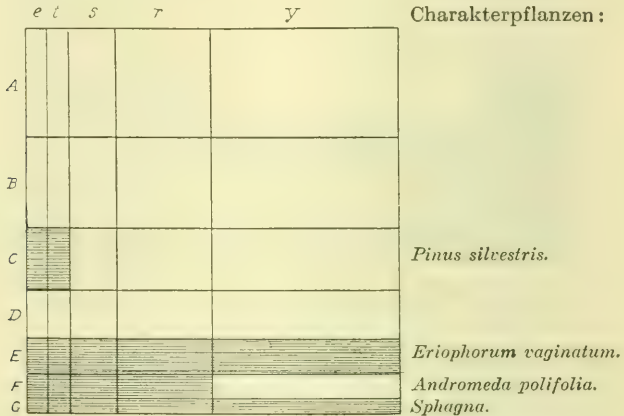 e t s r y Charakterpflanzen:
A
B
C Pinus silvestris.
D
E Eriophorum vaginatum.
F Andromeda polifolia.
G Sphagna.